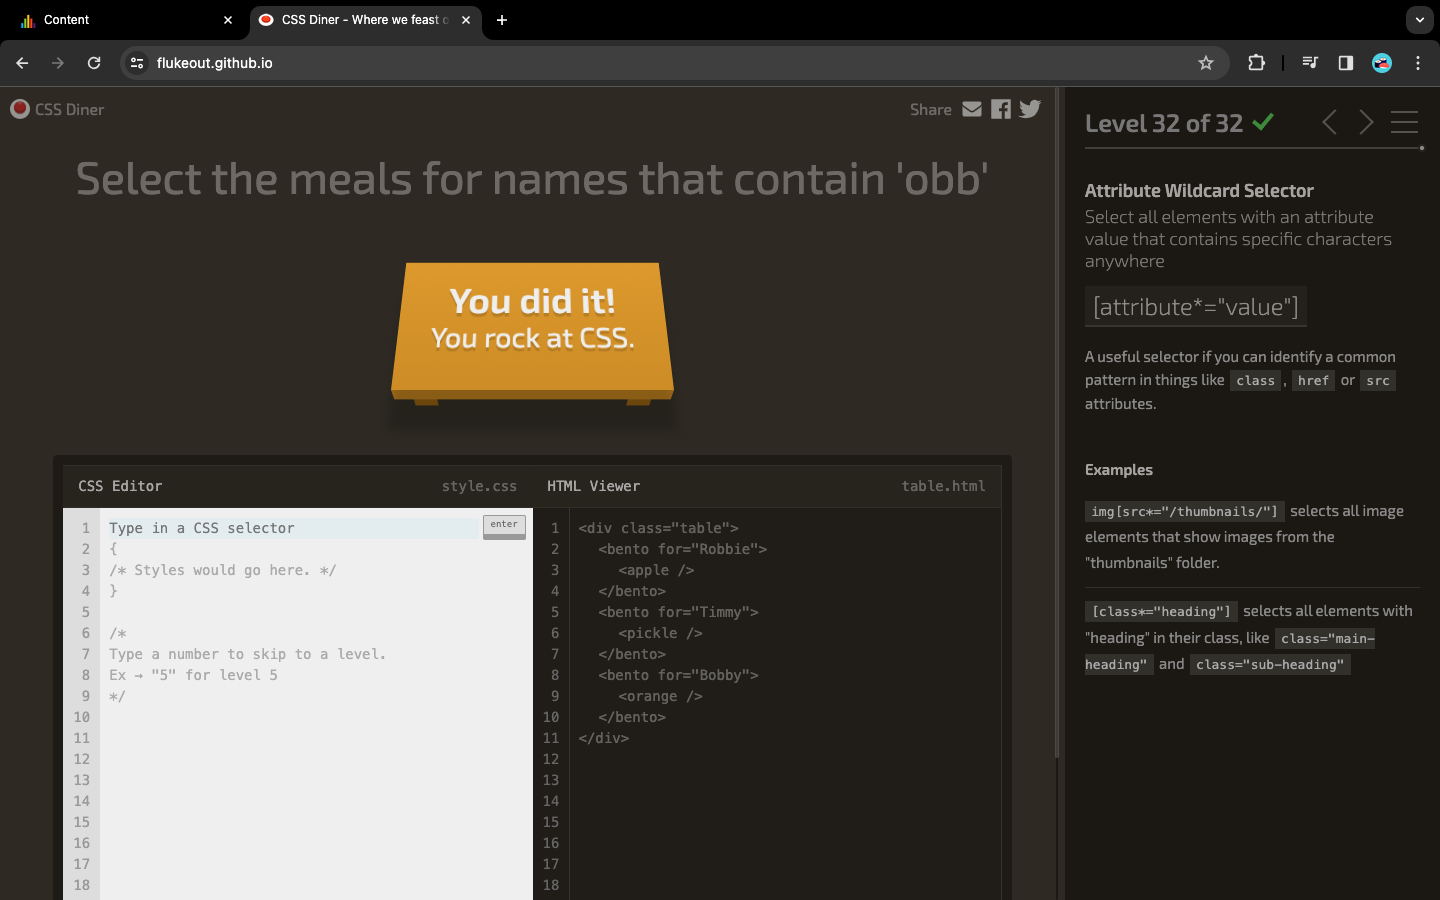 Content
CSS Diner - Where we feast o
flukeout.github.io
CSS Diner
Share
Select the meals for names that contain 'obb'
You did it!
You rock at CSS.
CSS Editor
style.css
HTML Viewer
table.html
1
2
3
4
5
6
7
8
9
10
11
12
13
14
15
16
17
18
Type in a CSS selector
enter
{
/* Styles would go here. */
}
/*
Type a number to skip to a level.
Ex → "5" for level 5
*/
1
2
3
4
5
6
7
8
9
10
11
12
13
14
15
16
17
18
<div class="table">
<bento for="Robbie">
<apple />
</bento>
<bento for="Timmy">
<pickle />
</bento>
<bento for="Bobby">
<orange />
</bento>
</div>
Level 32 of 32
Attribute Wildcard Selector
Select all elements with an attribute
value that contains specific characters
anywhere
[attribute*="value"]
A useful selector if you can identify a common
pattern in things like class, href or src
attributes.
Examples
img[src*="/thumbnails/"] selects all image
elements that show images from the
"thumbnails" folder.
[class*="heading"] selects all elements with
"heading" in their class, like class="main-
heading" and class="sub-heading"